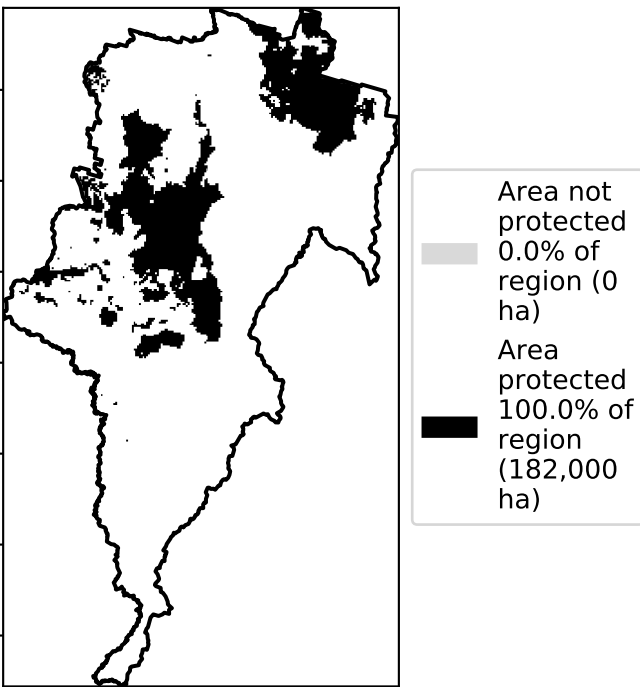 Area not
protected
0.0% of
region (0
ha)
Area
protected
100.0% of
region
(182,000
ha)